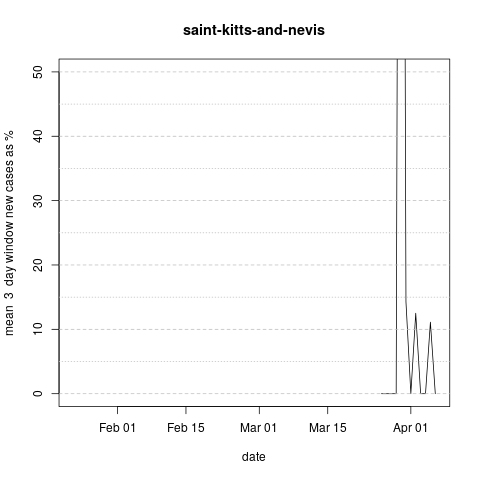 saint-kitts-and-nevis
mean 3 day window new cases as %
50
40
30
20
10
0
Feb 01 Feb 15 Mar 01 Mar 15 Apr 01
date